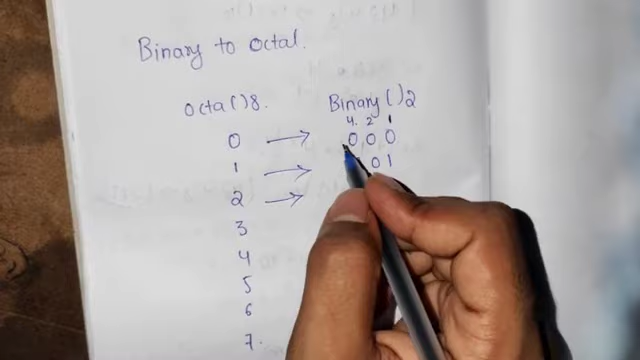 Binary to Octal.
Octa()8. Binary ()2
4. 2 1
0 → 0 0 0
1 → 0 1
2 →
3
4
5
6
7.